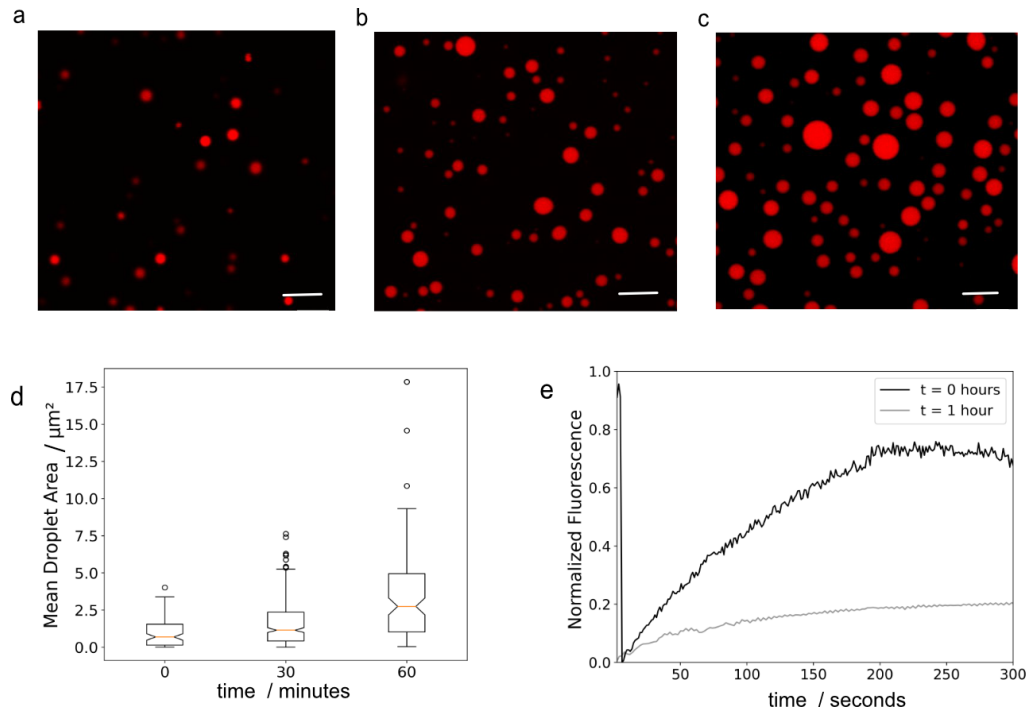 a
b
c
d
Mean Droplet Area / µm²
17.5
15.0
12.5
10.0
7.5
5.0
2.5
0.0
0
30
60
time / minutes
e
Normalized Fluorescence
1.0
0.8
0.6
0.4
0.2
0.0
t = 0 hours
t = 1 hour
50
100
150
200
250
300
time / seconds